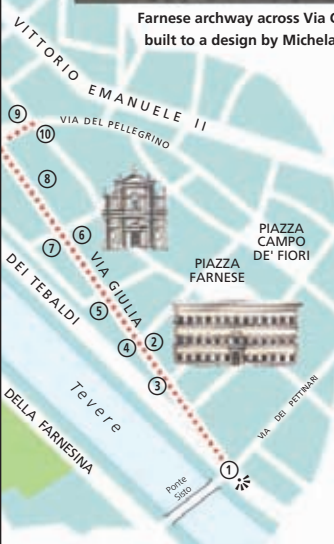 Farnese archway across Via
built to a design by
VITTORIO EMANUELE II
VIA DEL PELLEGRINO
9
10
8
6
7
VIA GIULIA
PIAZZA
CAMPO
DE' FIORI
PIAZZA
FARNESE
DEI TEBALDI
5
4
2
3
Tevere
DELLA FARNESINA
VIA DEI PETTINARI
1
Ponte
Sisto